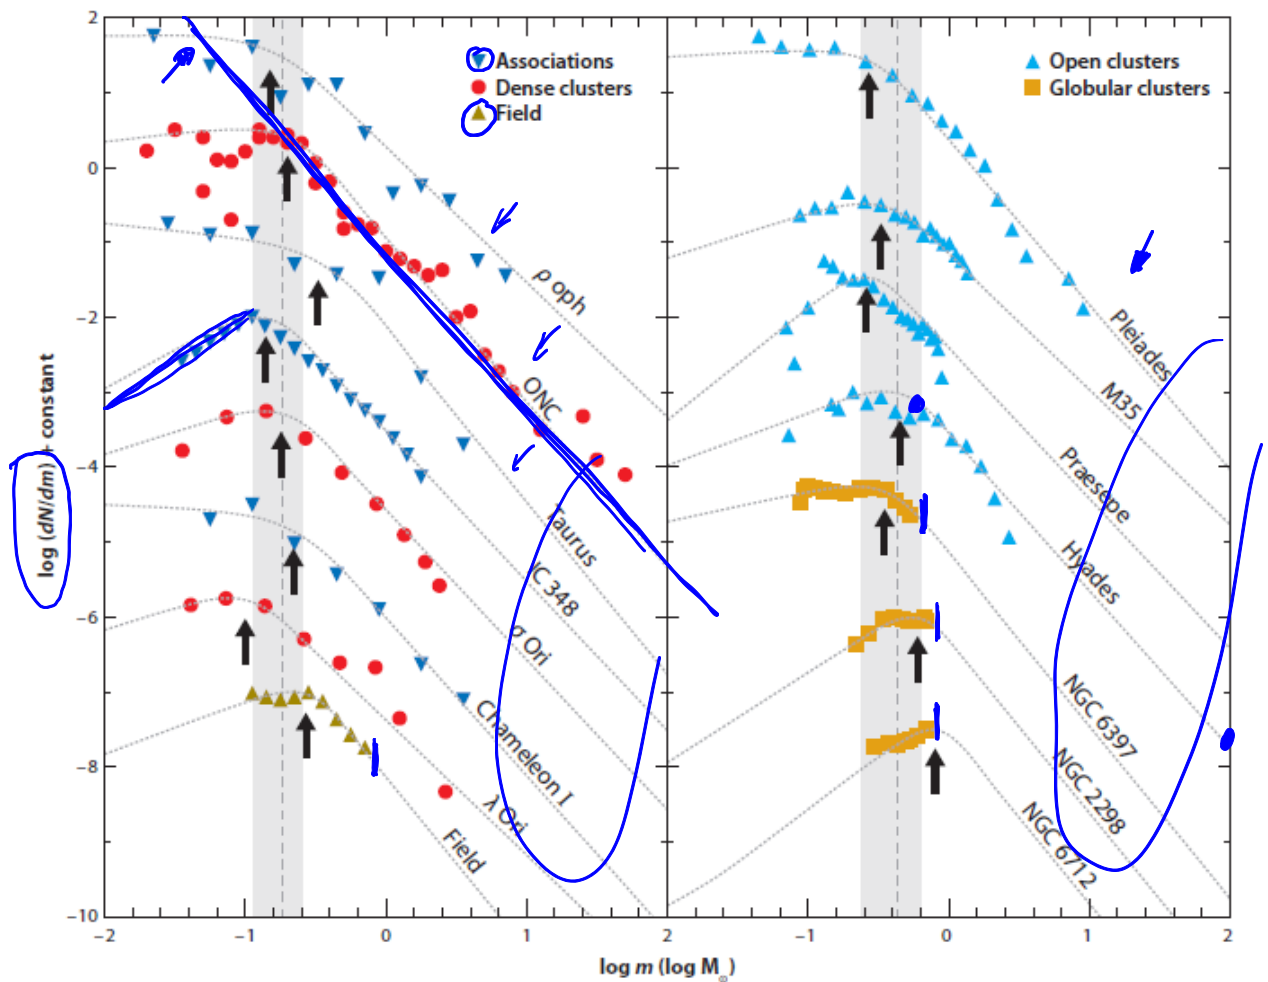 2
0
−2
−4
−6
−8
−10
log (dN/dm) + constant
Associations
Dense clusters
Field
ρ oph
ONC
Taurus
IC 348
σ Ori
Chameleon I
λ Ori
Field
−2
−1
0
1
2
Open clusters
Globular clusters
Pleiades
M35
Praesepe
Hyades
NGC 6397
NGC 2298
NGC 6712
−1
0
1
2
log m (log M☉)